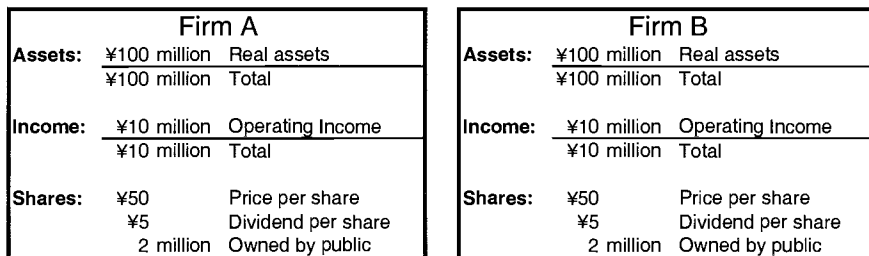 Firm A
Assets: ¥100 million Real assets
¥100 million Total
Income: ¥10 million Operating Income
¥10 million Total
Shares: ¥50 Price per share
¥5 Dividend per share
2 million Owned by public
Firm B
Assets: ¥100 million Real assets
¥100 million Total
Income: ¥10 million Operating Income
¥10 million Total
Shares: ¥50 Price per share
¥5 Dividend per share
2 million Owned by public